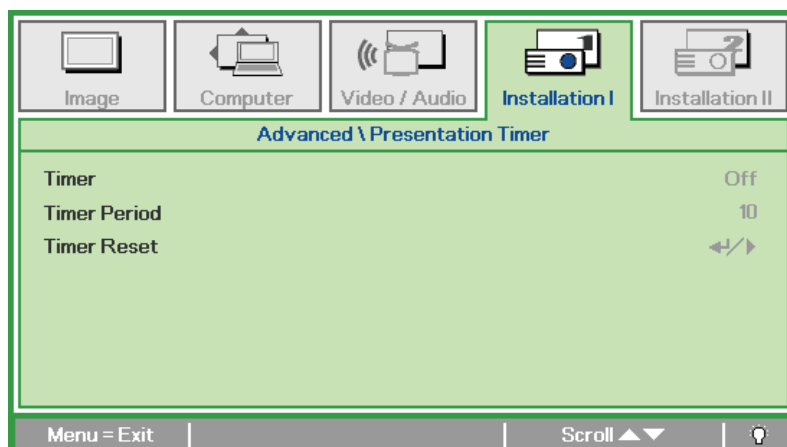 Image Computer Video / Audio Installation I Installation II
Advanced \ Presentation Timer
Timer Off
Timer Period 10
Timer Reset ↵/▶
Menu = Exit Scroll ▲▼